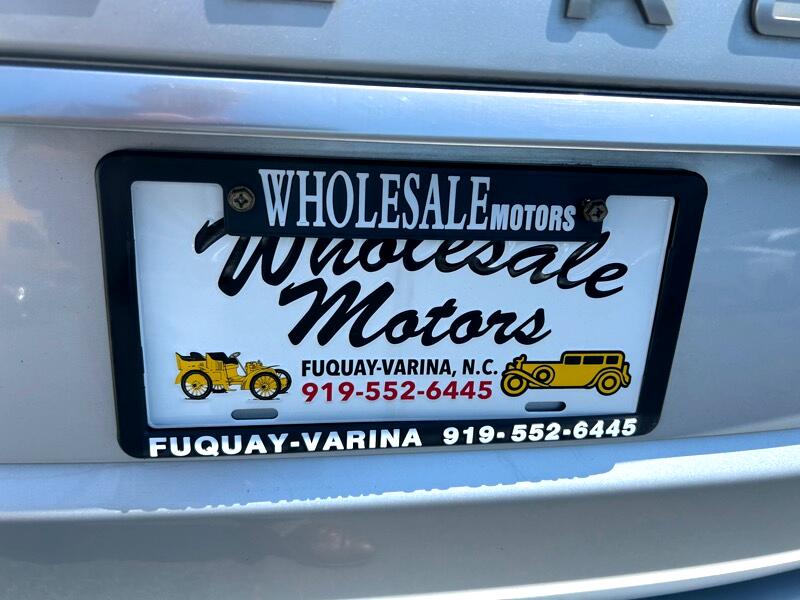 WHOLESALE MOTORS
Wholesale
Motors
FUQUAY-VARINA, N.C.
919-552-6445
FUQUAY-VARINA 919-552-6445